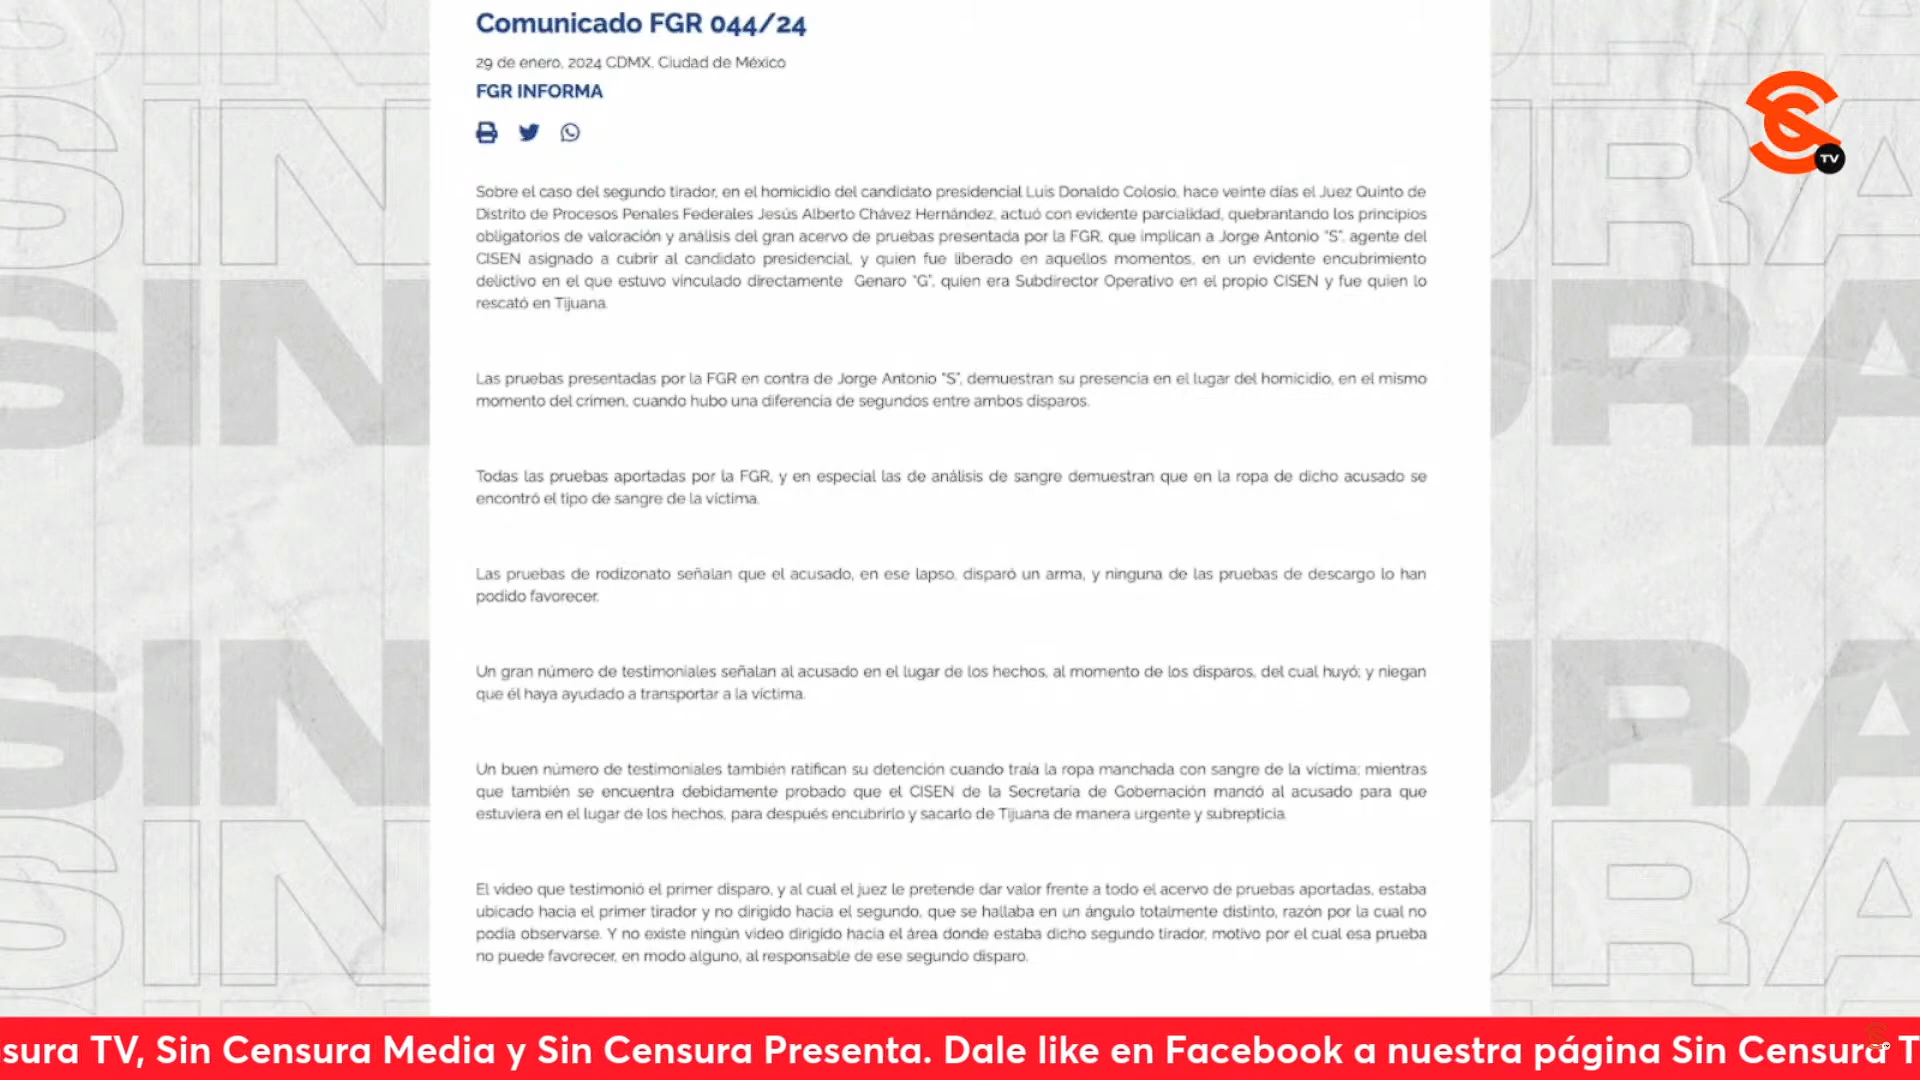 Comunicado FGR 044/24
29 de enero, 2024 CDMX, Ciudad de México
FGR INFORMA
TV
Sobre el caso del segundo tirador, en el homicidio del candidato presidencial Luis Donaldo Colosio, hace veinte días el Juez Quinto de
Distrito de Procesos Penales Federales Jesús Alberto Chávez Hernández, actuó con evidente parcialidad, quebrantando los principios
obligatorios de valoración y análisis del gran acervo de pruebas presentada por la FGR, que implican a Jorge Antonio "S", agente del
CISEN asignado a cubrir al candidato presidencial, y quien fue liberado en aquellos momentos, en un evidente encubrimiento
delictivo en el que estuvo vinculado directamente Genaro "G", quien era Subdirector Operativo en el propio CISEN y fue quien lo
rescató en Tijuana.
Las pruebas presentadas por la FGR en contra de Jorge Antonio "S", demuestran su presencia en el lugar del homicidio, en el mismo
momento del crimen, cuando hubo una diferencia de segundos entre ambos disparos.
Todas las pruebas aportadas por la FGR, y en especial las de análisis de sangre demuestran que en la ropa de dicho acusado se
encontró el tipo de sangre de la víctima.
Las pruebas de rodizonato señalan que el acusado, en ese lapso, disparó un arma, y ninguna de las pruebas de descargo lo han
podido favorecer.
Un gran número de testimoniales señalan al acusado en el lugar de los hechos, al momento de los disparos, del cual huyó; y niegan
que él haya ayudado a transportar a la víctima.
Un buen número de testimoniales también ratifican su detención cuando traía la ropa manchada con sangre de la víctima; mientras
que también se encuentra debidamente probado que el CISEN de la Secretaría de Gobernación mandó al acusado para que
estuviera en el lugar de los hechos, para después encubrirlo y sacarlo de Tijuana de manera urgente y subrepticia.
El video que testimonió el primer disparo, y al cual el juez le pretende dar valor frente a todo el acervo de pruebas aportadas, estaba
ubicado hacia el primer tirador y no dirigido hacia el segundo, que se hallaba en un ángulo totalmente distinto, razón por la cual no
podía observarse. Y no existe ningún video dirigido hacia el área donde estaba dicho segundo tirador, motivo por el cual esa prueba
no puede favorecer, en modo alguno, al responsable de ese segundo disparo.
sura TV, Sin Censura Media y Sin Censura Presenta. Dale like en Facebook a nuestra página Sin Censura T
SIN
URA
SIN
URA
SIN
URA
SIN
URA